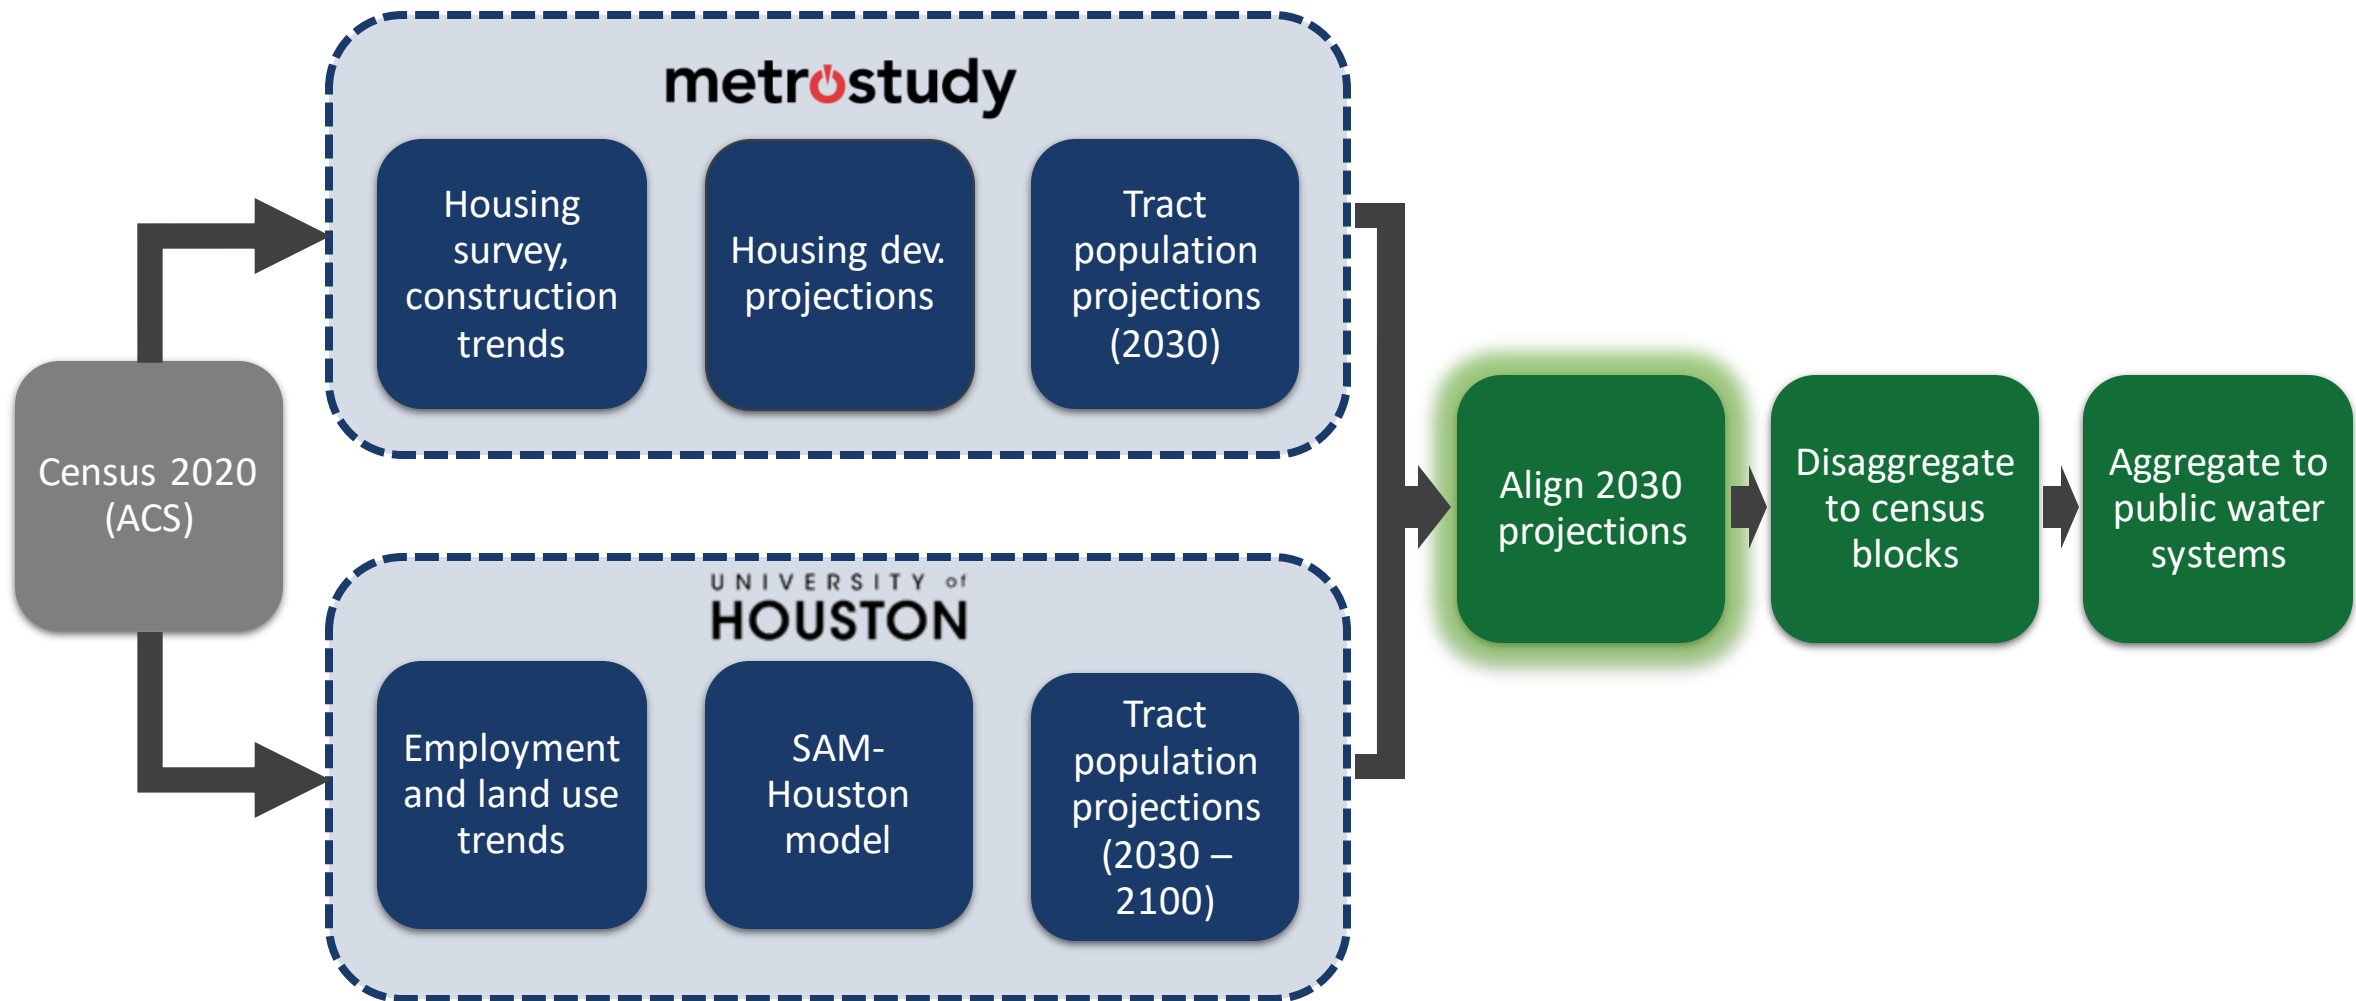 metrostudy
Housing
survey,
construction
trends
Housing dev.
projections
Tract
population
projections
(2030)
Census 2020
(ACS)
UNIVERSITY of
HOUSTON
Employment
and land use
trends
SAM-
Houston
model
Tract
population
projections
(2030 –
2100)
Align 2030
projections
Disaggregate
to census
blocks
Aggregate to
public water
systems